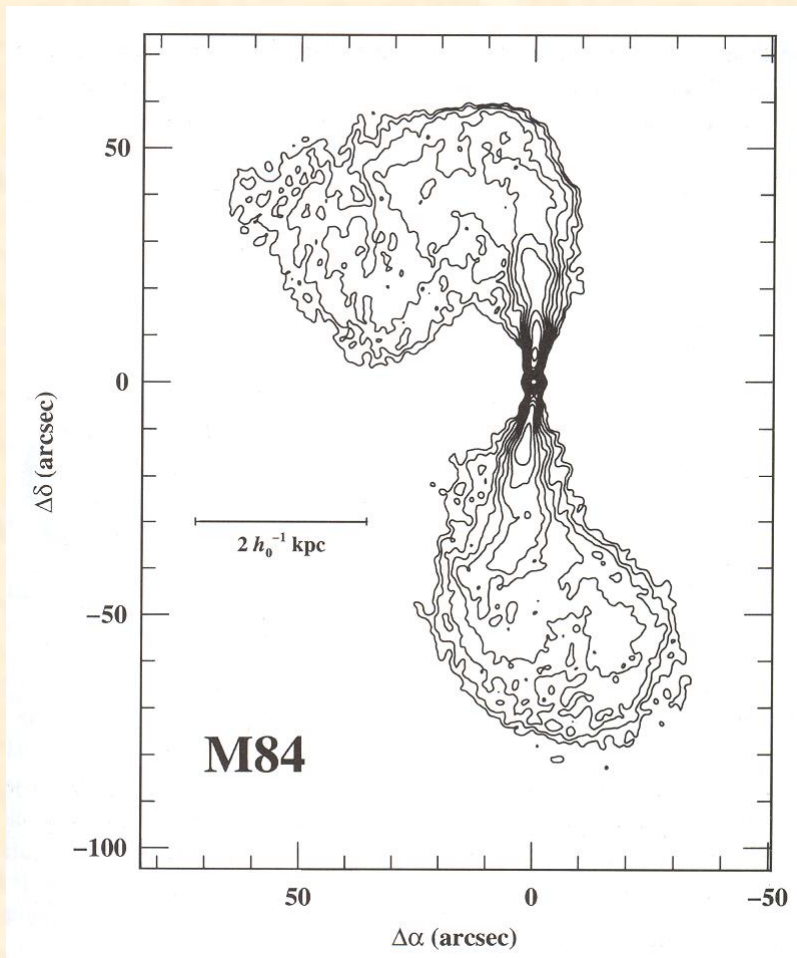 50
0
−50
−100
Δδ (arcsec)
2 h₀⁻¹ kpc
M84
50
0
−50
Δα (arcsec)